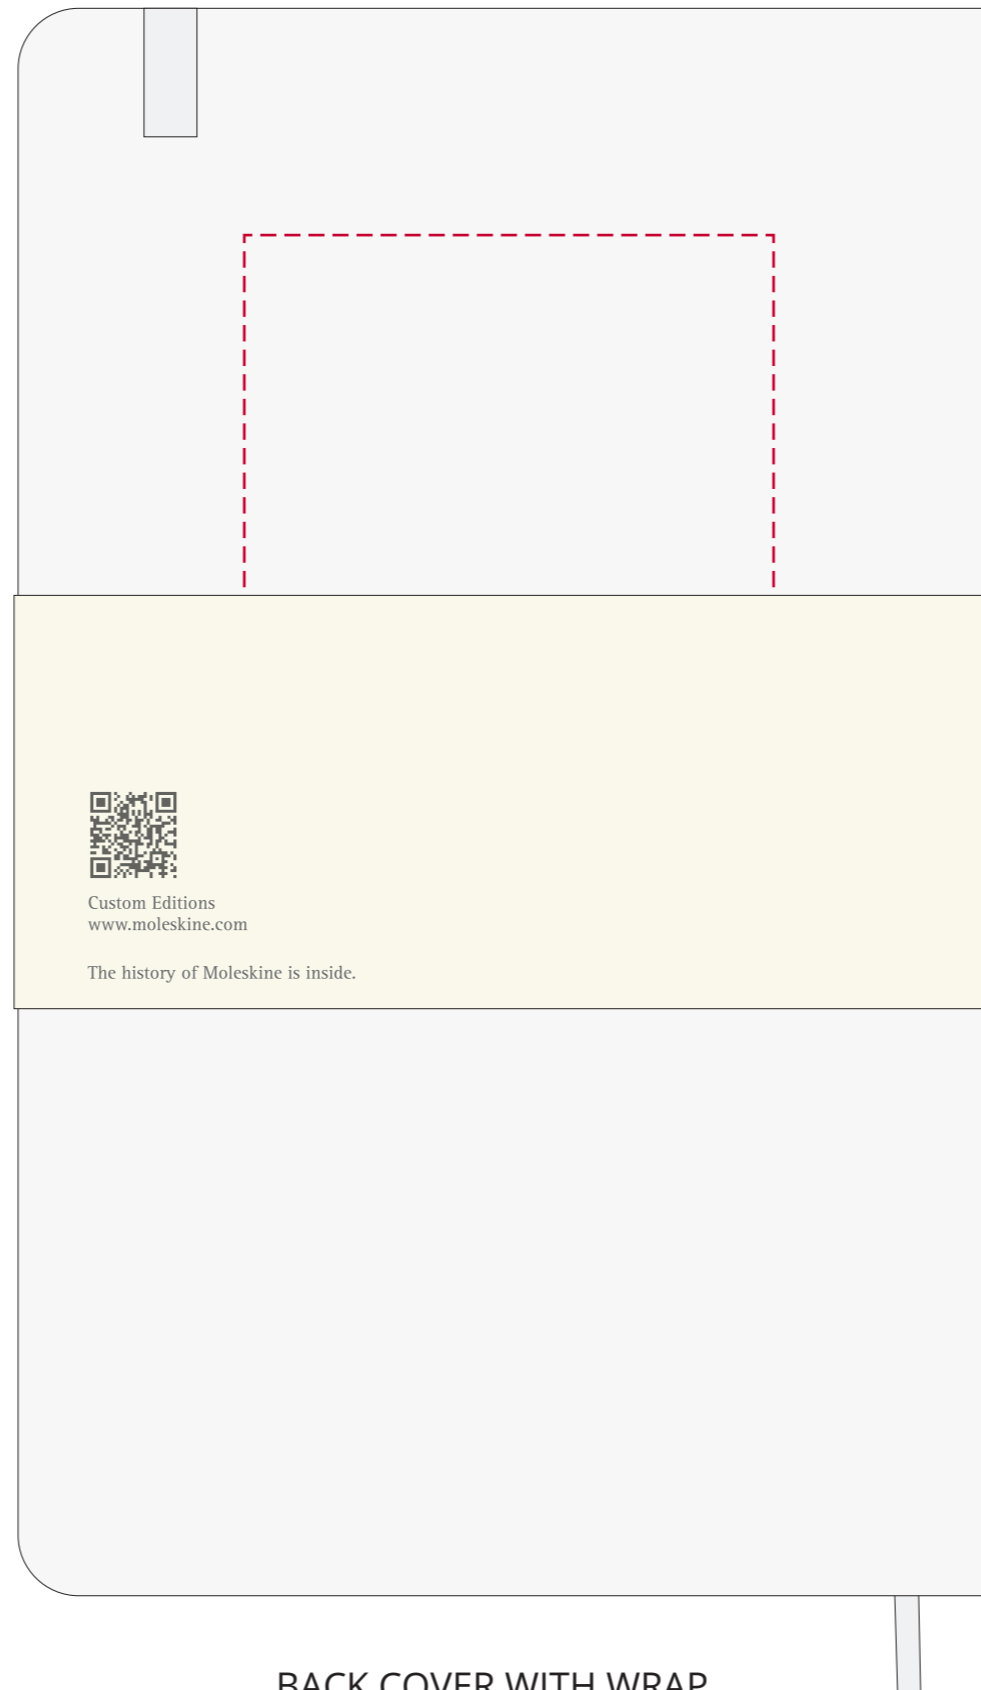 Custom Editions
www.moleskine.com
The history of Moleskine is inside.
BACK COVER WITH WRAP